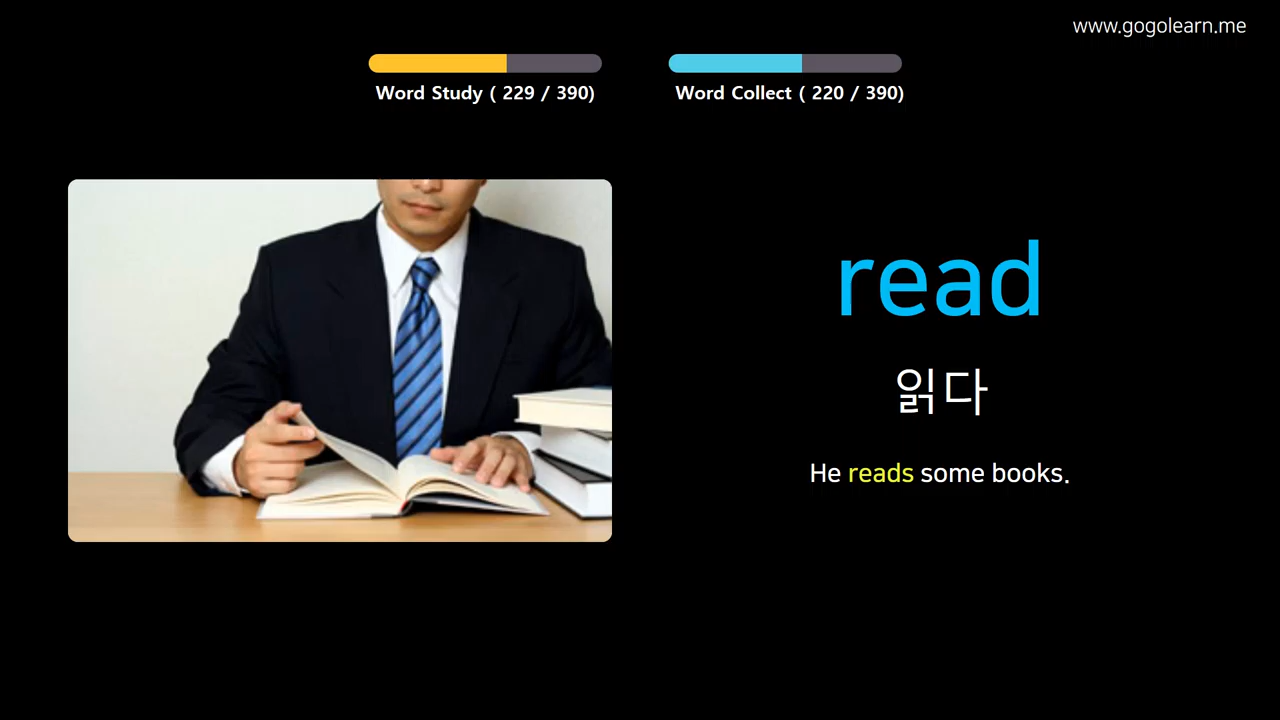 www.gogolearn.me
Word Study ( 229 / 390)
Word Collect ( 220 / 390)
read
읽다
He reads some books.